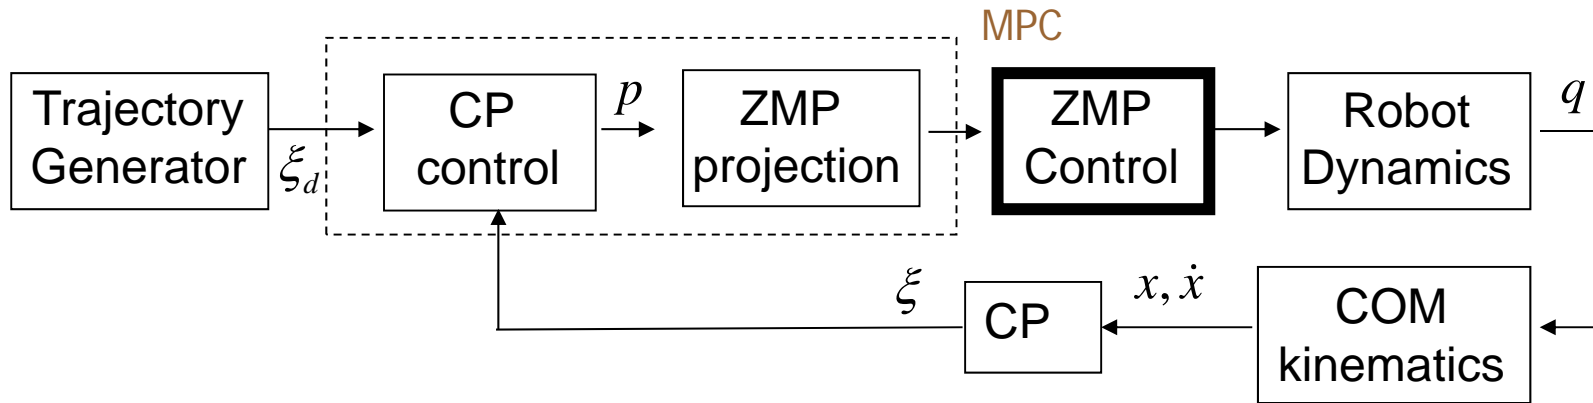 MPC
Trajectory
Generator
ξ_d
CP
control
p
ZMP
projection
ZMP
Control
Robot
Dynamics
q
ξ
CP
x, ẋ
COM
kinematics